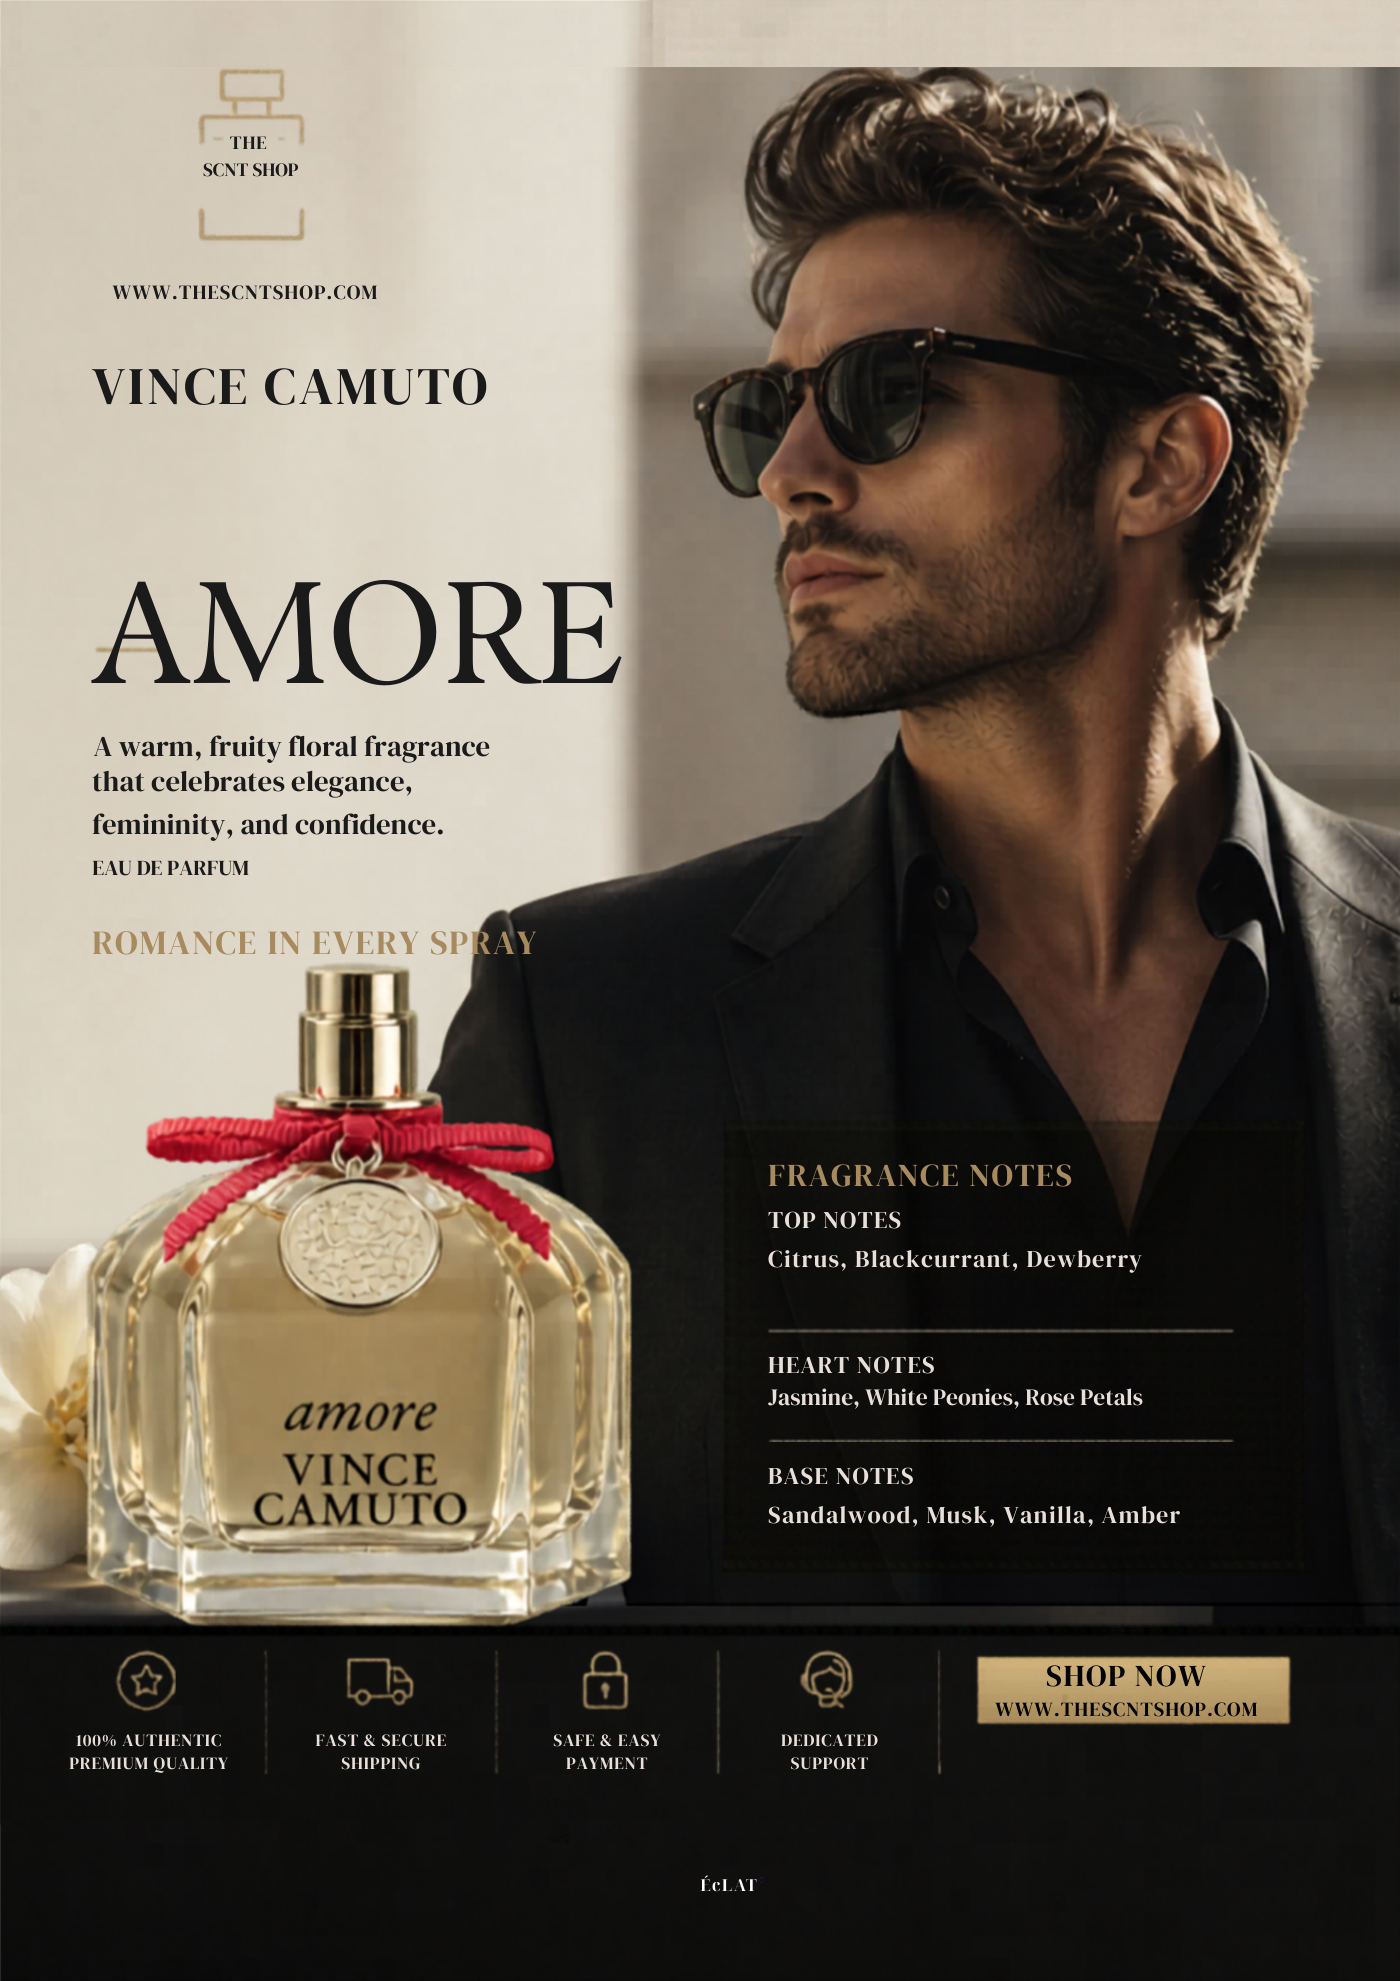 THE
SCNT SHOP
WWW.THESCNTSHOP.COM
VINCE CAMUTO
AMORE
A warm, fruity floral fragrance
that celebrates elegance,
femininity, and confidence.
EAU DE PARFUM
ROMANCE IN EVERY SPRAY
amore
VINCE
CAMUTO
FRAGRANCE NOTES
TOP NOTES
Citrus, Blackcurrant, Dewberry
HEART NOTES
Jasmine, White Peonies, Rose Petals
BASE NOTES
Sandalwood, Musk, Vanilla, Amber
100% AUTHENTIC
PREMIUM QUALITY
FAST & SECURE
SHIPPING
SAFE & EASY
PAYMENT
DEDICATED
SUPPORT
SHOP NOW
WWW.THESCNTSHOP.COM
ÉcLAT